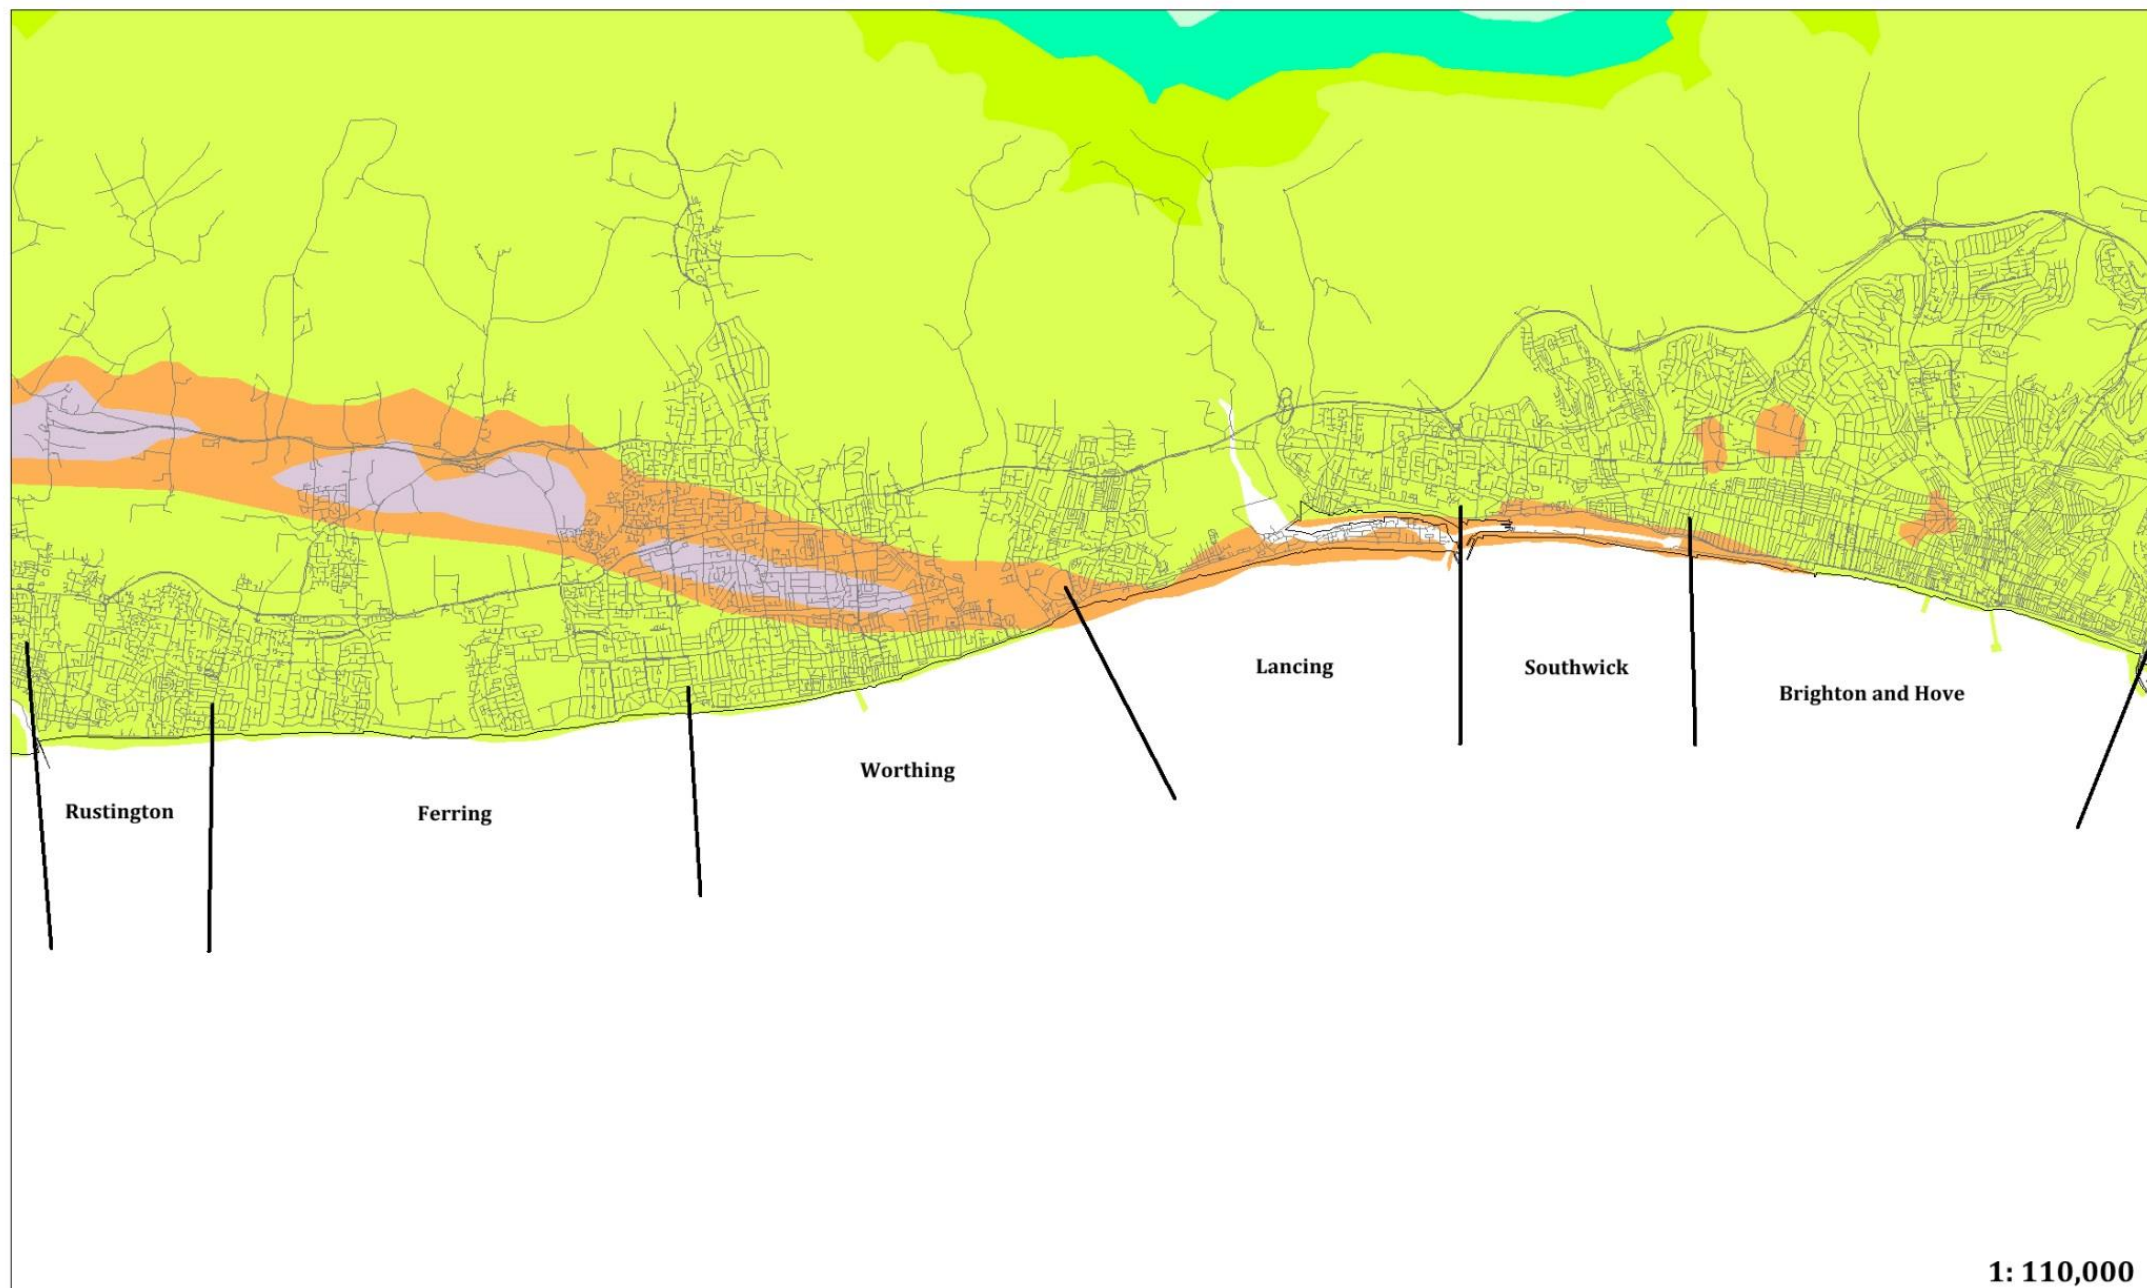 Lancing
Southwick
Brighton and Hove
Worthing
Rustington
Ferring
1: 110,000